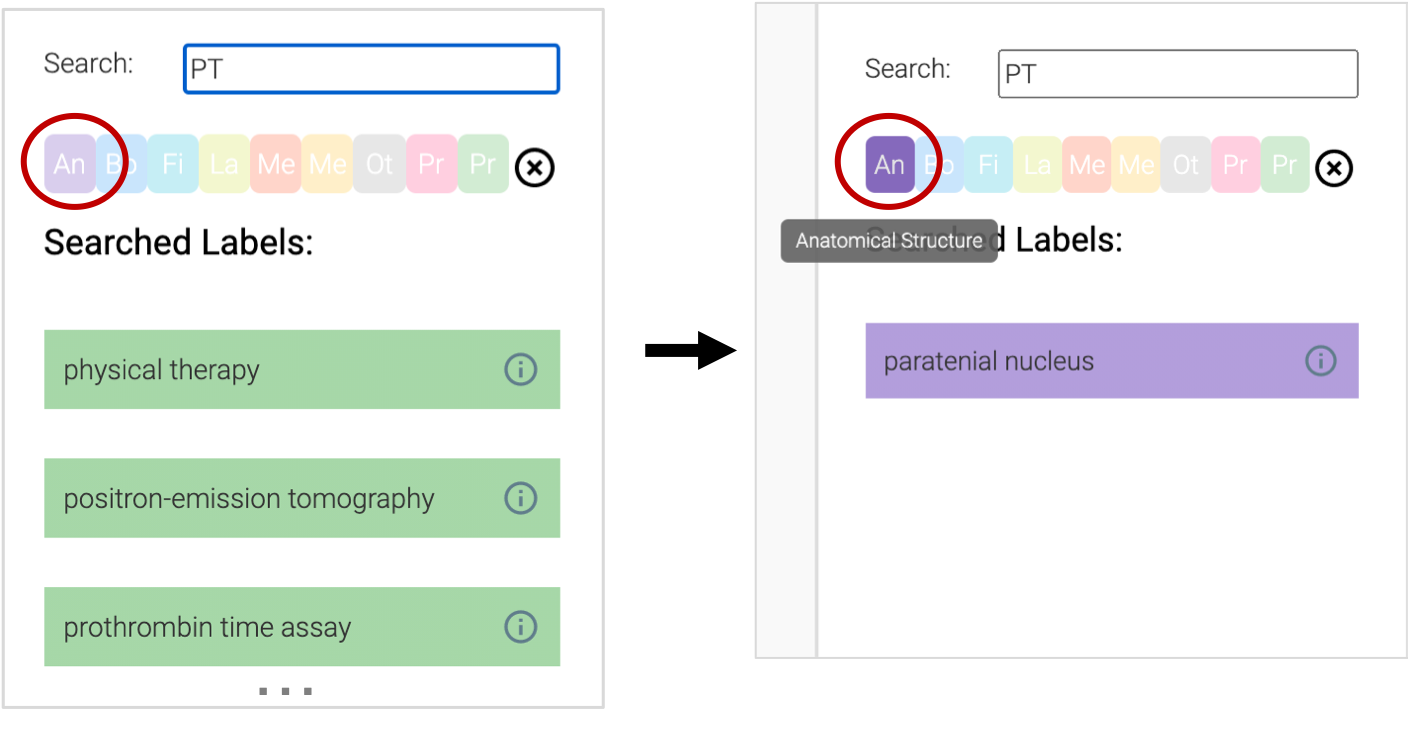 Search: PT
An Bo Fi La Me Me Ot Pr Pr
Searched Labels:
physical therapy
positron-emission tomography
prothrombin time assay
...
Search: PT
An Bo Fi La Me Me Ot Pr Pr
Anatomical Structure
Searched Labels:
paratenial nucleus